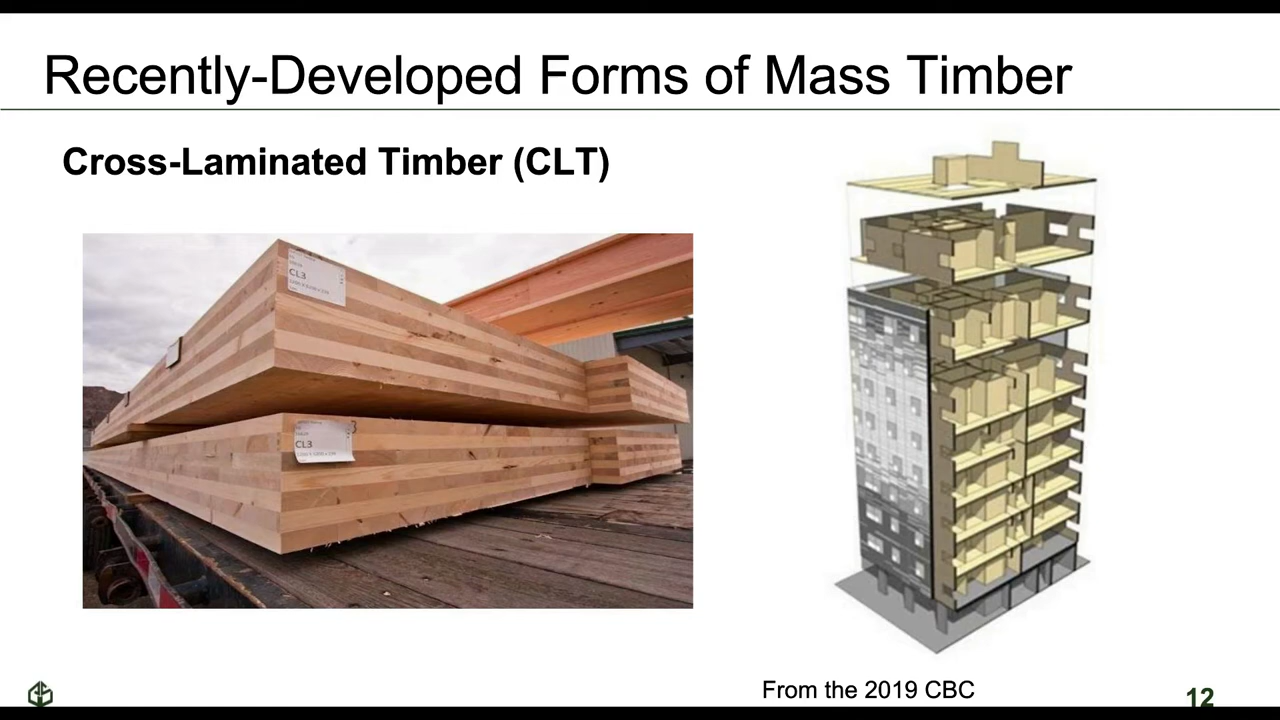 Recently-Developed Forms of Mass Timber
Cross-Laminated Timber (CLT)
CL3
CL3
From the 2019 CBC
12